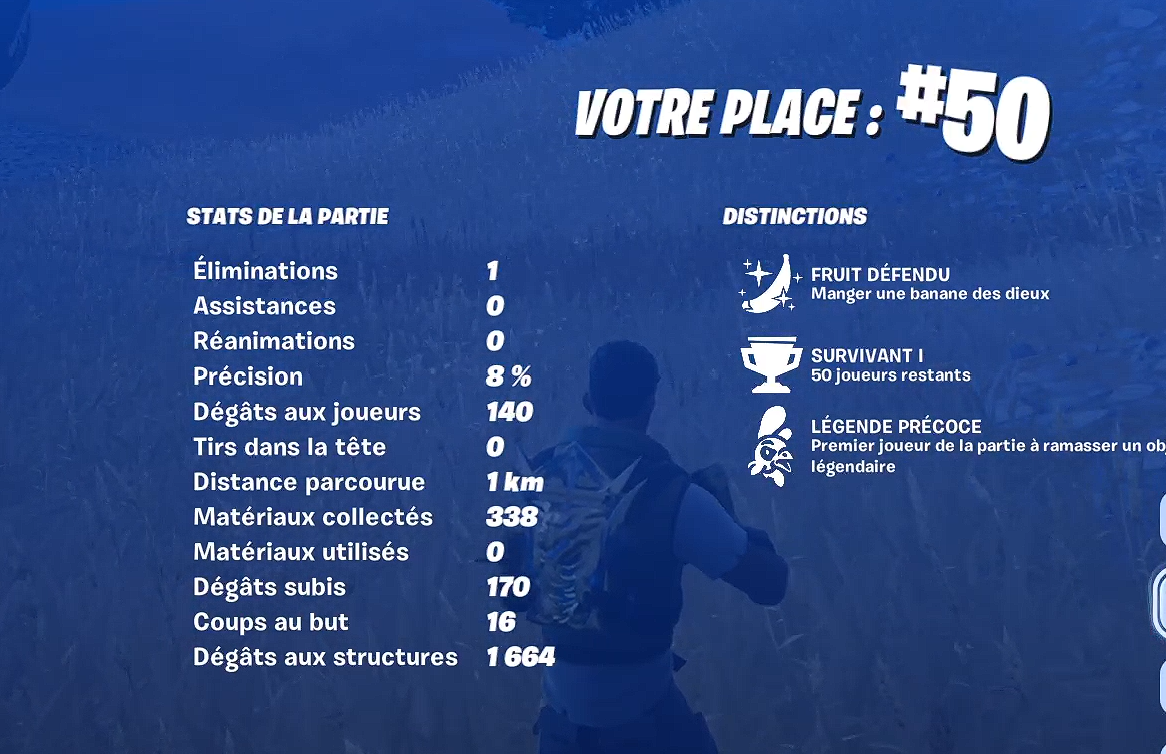 VOTRE PLACE : #50
STATS DE LA PARTIE
Éliminations 1
Assistances 0
Réanimations 0
Précision 8 %
Dégâts aux joueurs 140
Tirs dans la tête 0
Distance parcourue 1 km
Matériaux collectés 338
Matériaux utilisés 0
Dégâts subis 170
Coups au but 16
Dégâts aux structures 1 664
DISTINCTIONS
FRUIT DÉFENDU
Manger une banane des dieux
SURVIVANT I
50 joueurs restants
LÉGENDE PRÉCOCE
Premier joueur de la partie à ramasser un
légendaire